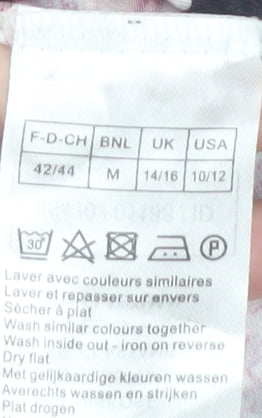 F-D-CH BNL UK USA
42/44 M 14/16 10/12
30 P
Laver avec couleurs similaires
Laver et repasser sur envers
Sècher à plat
Wash similar colours together
Wash inside out - iron on reverse
Dry flat
Met gelijkaardige kleuren wassen
Averechts wassen en strijken
Plat drogen